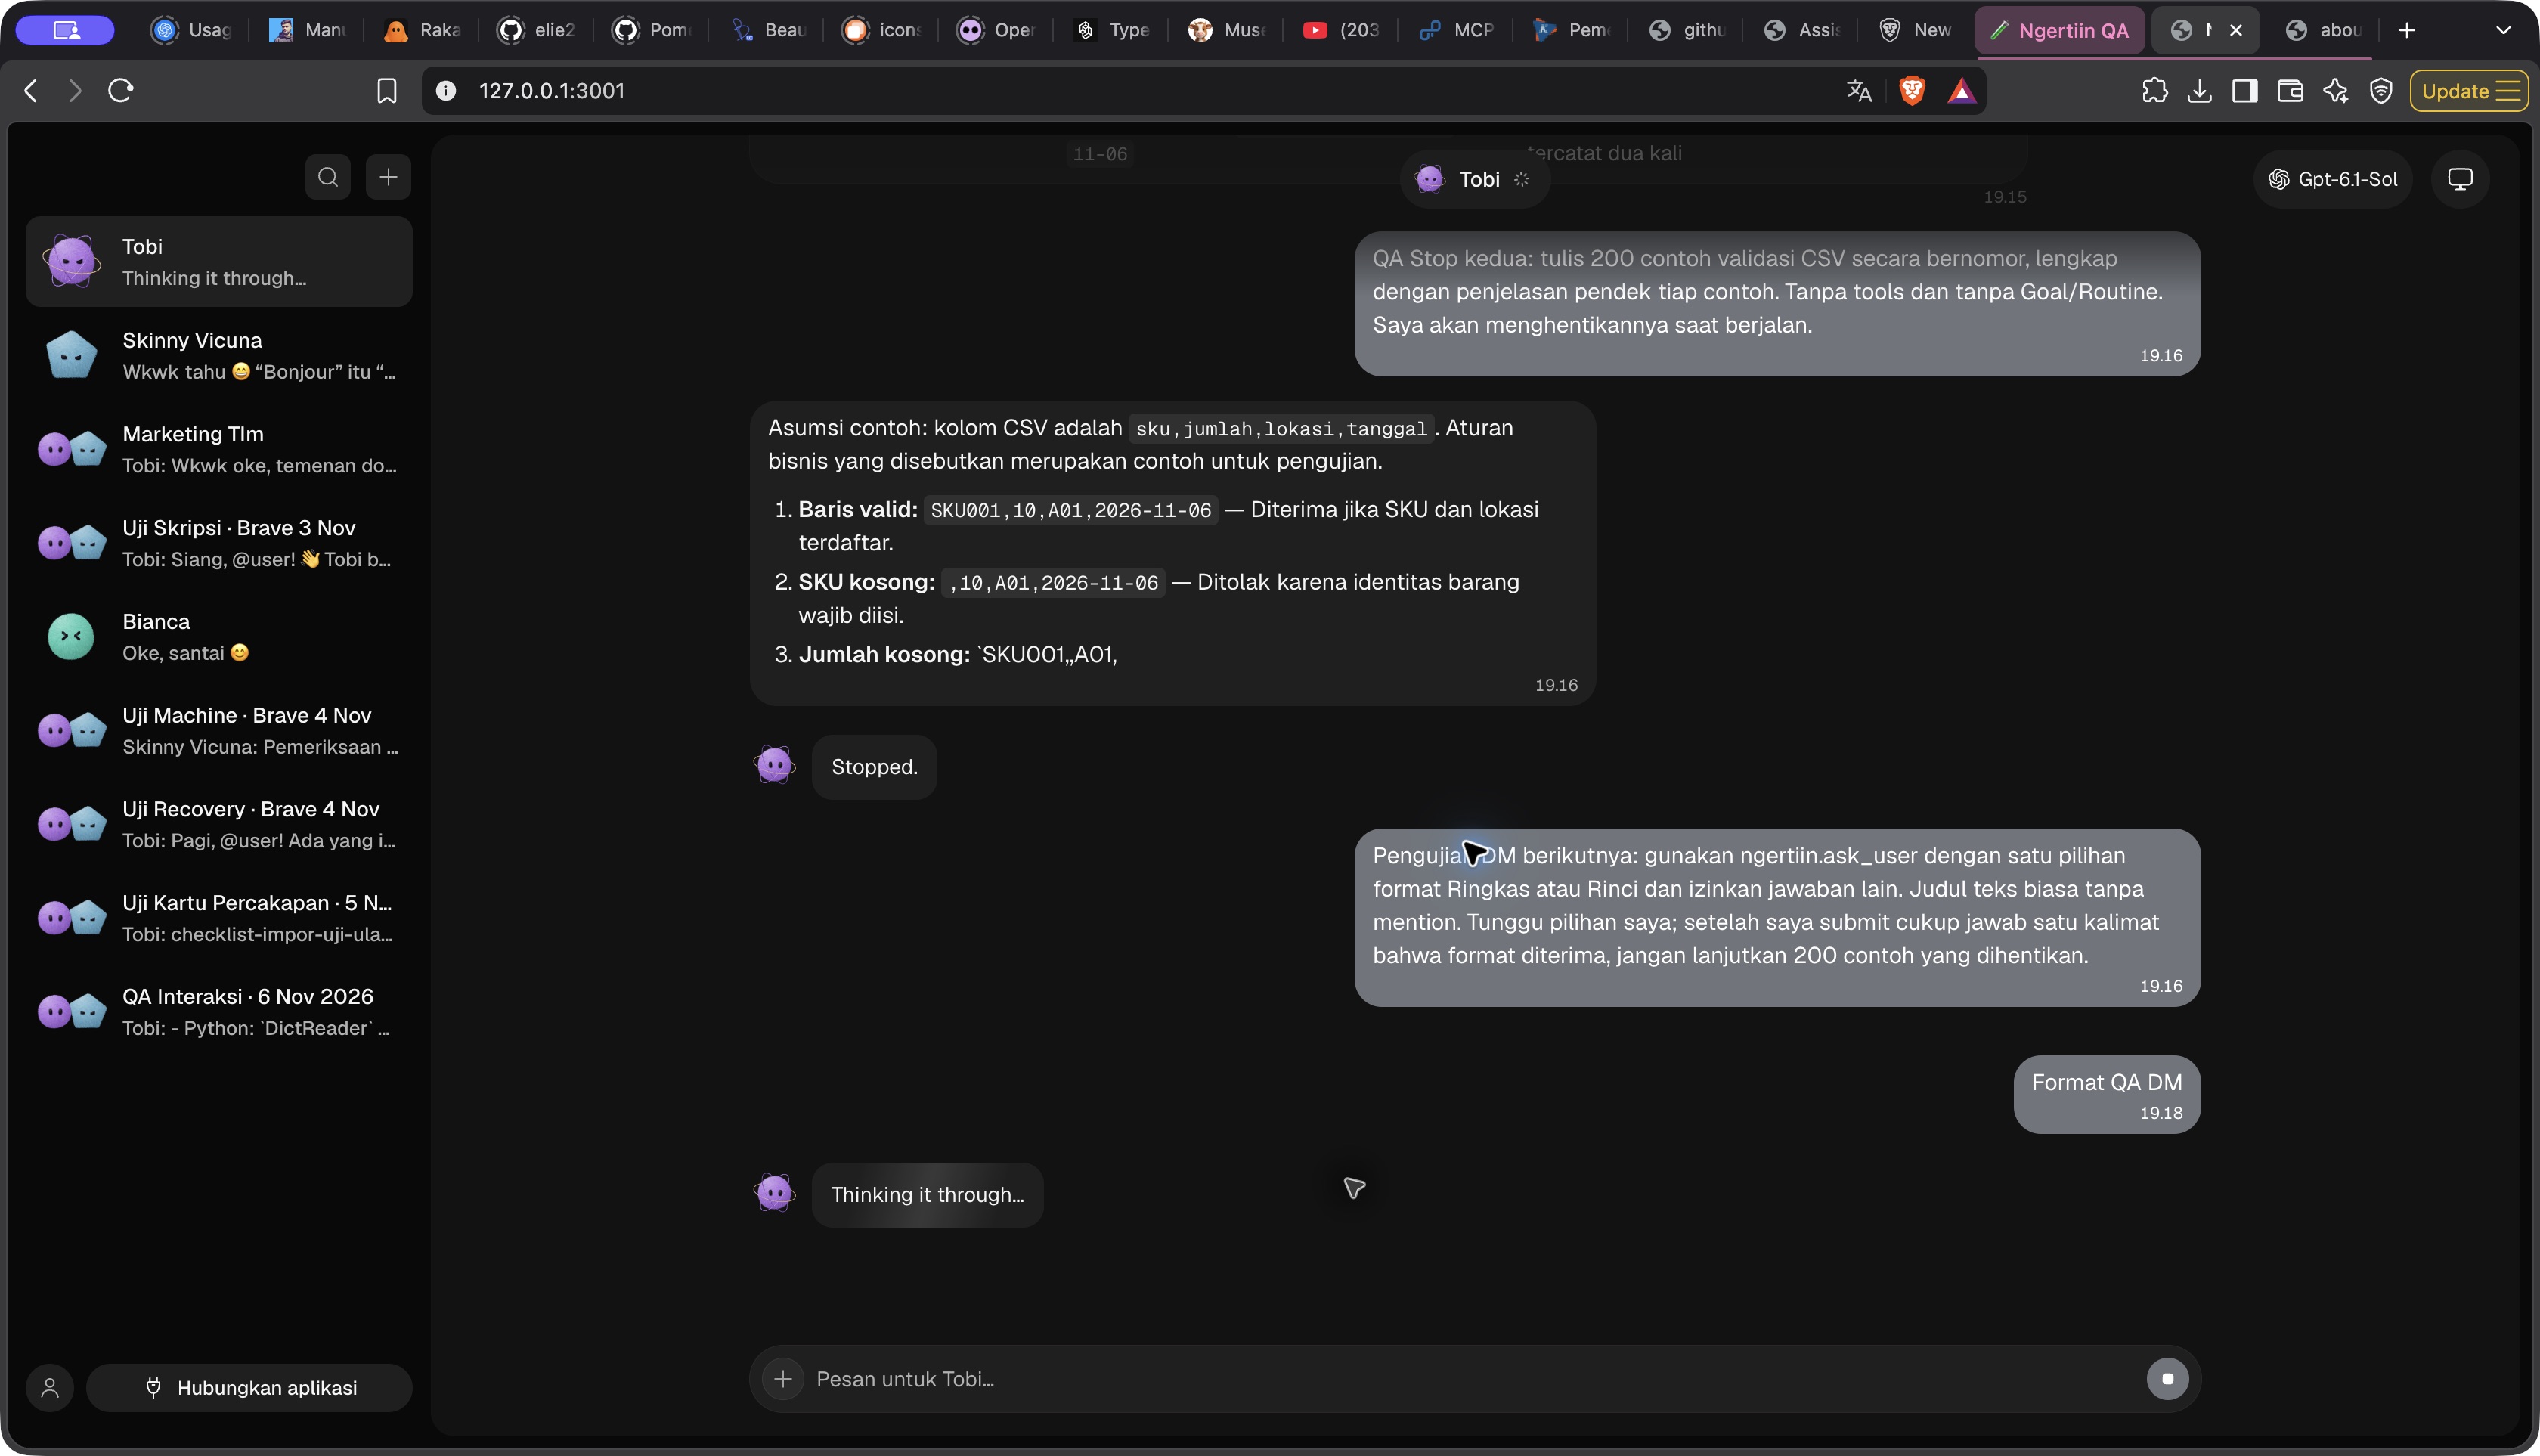 Usag
Manu
Raka
elie2
Pome
Beau
icons
Oper
Type
Muse
(203
MCP
Peme
githu
Assis
New
Ngertiin QA
abou
127.0.0.1:3001
Update
11-06
tercatat dua kali
19.15
Tobi
Gpt-6.1-Sol
Tobi
Thinking it through...
Skinny Vicuna
Wkwk tahu 😄 “Bonjour” itu “...
Marketing TIm
Tobi: Wkwk oke, temenan do...
Uji Skripsi · Brave 3 Nov
Tobi: Siang, @user! 👋 Tobi b...
Bianca
Oke, santai 😊
Uji Machine · Brave 4 Nov
Skinny Vicuna: Pemeriksaan ...
Uji Recovery · Brave 4 Nov
Tobi: Pagi, @user! Ada yang i...
Uji Kartu Percakapan · 5 N...
Tobi: checklist-impor-uji-ula...
QA Interaksi · 6 Nov 2026
Tobi: - Python: `DictReader` ...
Hubungkan aplikasi
QA Stop kedua: tulis 200 contoh validasi CSV secara bernomor, lengkap
dengan penjelasan pendek tiap contoh. Tanpa tools dan tanpa Goal/Routine.
Saya akan menghentikannya saat berjalan.
19.16
Asumsi contoh: kolom CSV adalah sku,jumlah,lokasi,tanggal. Aturan
bisnis yang disebutkan merupakan contoh untuk pengujian.
1. Baris valid: SKU001,10,A01,2026-11-06 — Diterima jika SKU dan lokasi
terdaftar.
2. SKU kosong: ,10,A01,2026-11-06 — Ditolak karena identitas barang
wajib diisi.
3. Jumlah kosong: `SKU001,,A01,
19.16
Stopped.
Pengujian DM berikutnya: gunakan ngertiin.ask_user dengan satu pilihan
format Ringkas atau Rinci dan izinkan jawaban lain. Judul teks biasa tanpa
mention. Tunggu pilihan saya; setelah saya submit cukup jawab satu kalimat
bahwa format diterima, jangan lanjutkan 200 contoh yang dihentikan.
19.16
Format QA DM
19.18
Thinking it through...
Pesan untuk Tobi...